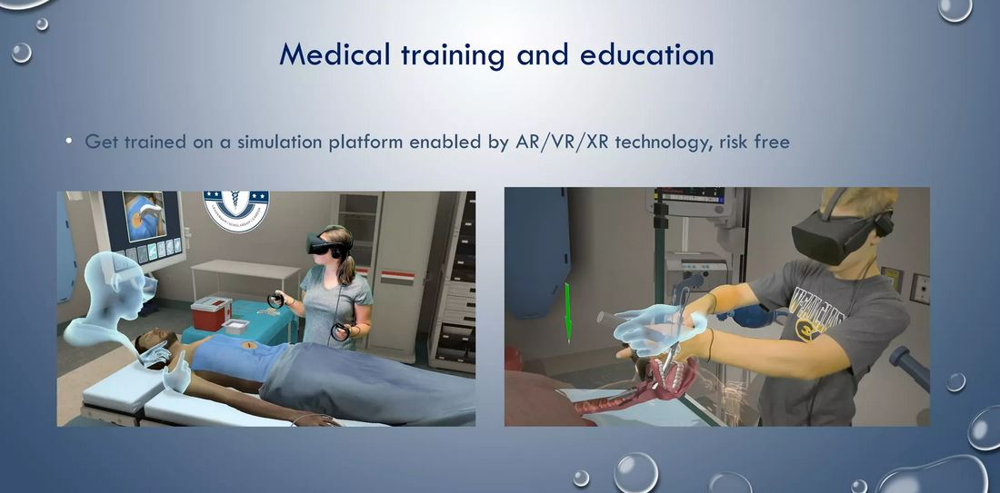 Medical training and education
• Get trained on a simulation platform enabled by AR/VR/XR technology, risk free